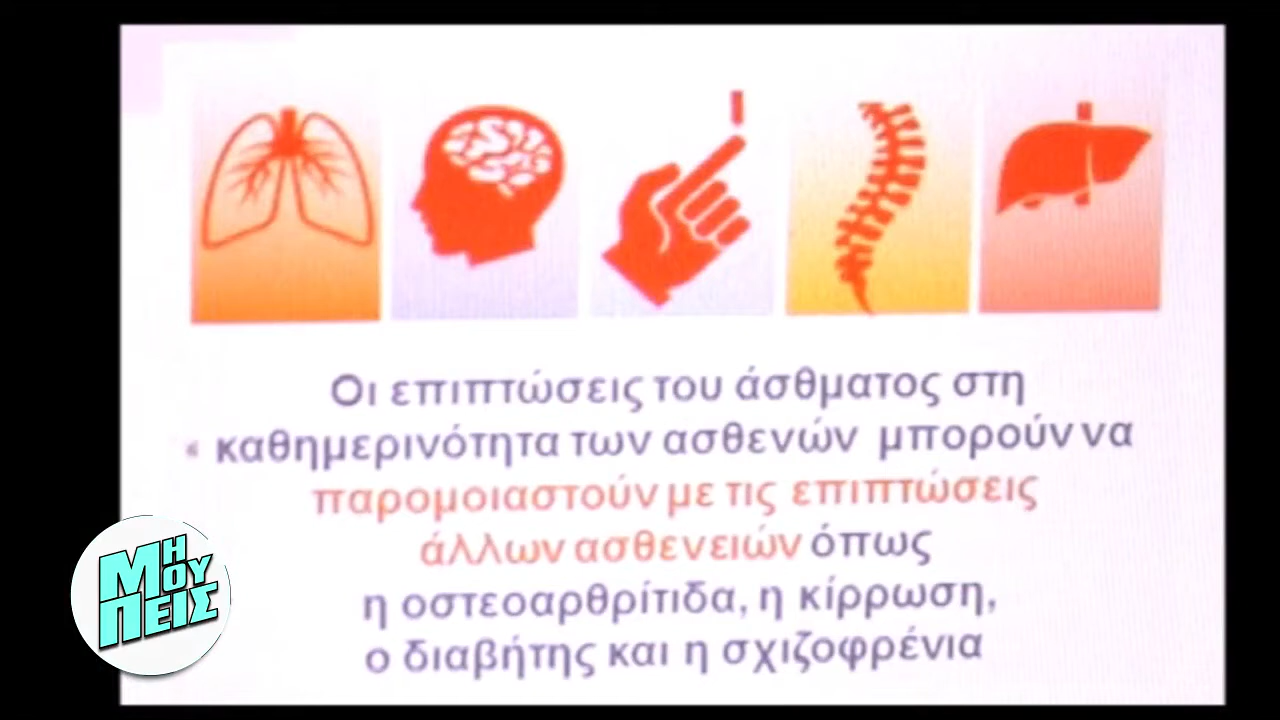 Οι επιπτώσεις του άσθματος στη
καθημερινότητα των ασθενών μπορούν να
παρομοιαστούν με τις επιπτώσεις
άλλων ασθενειών όπως
η οστεοαρθρίτιδα, η κίρρωση,
ο διαβήτης και η σχιζοφρένια
ΜΗ
ΜΟΥ
ΠΕΙΣ